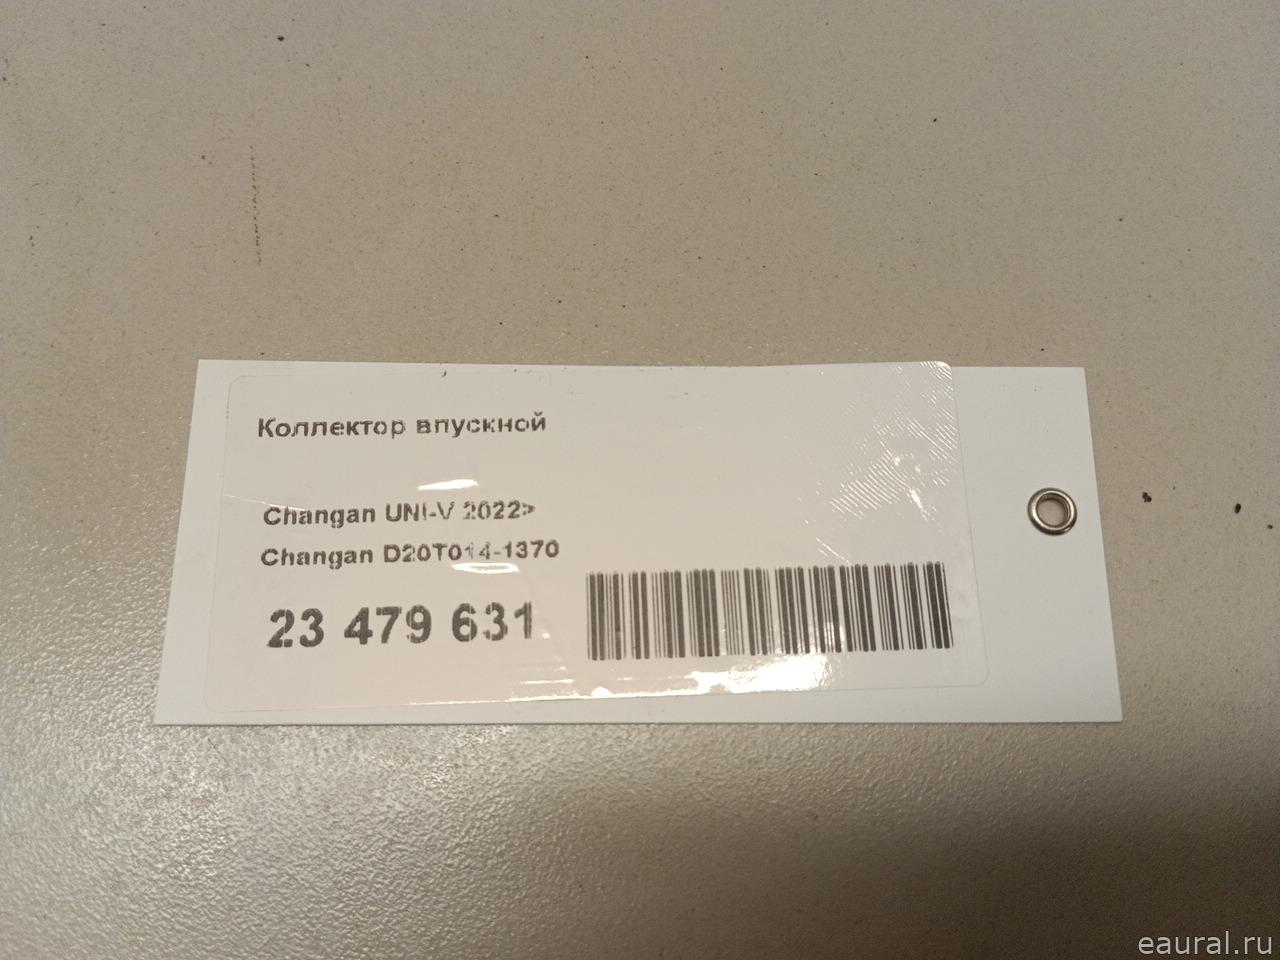 Коллектор впускной
Changan UNI-V 2022>
Changan D20T014-1370
23 479 631
eaural.ru